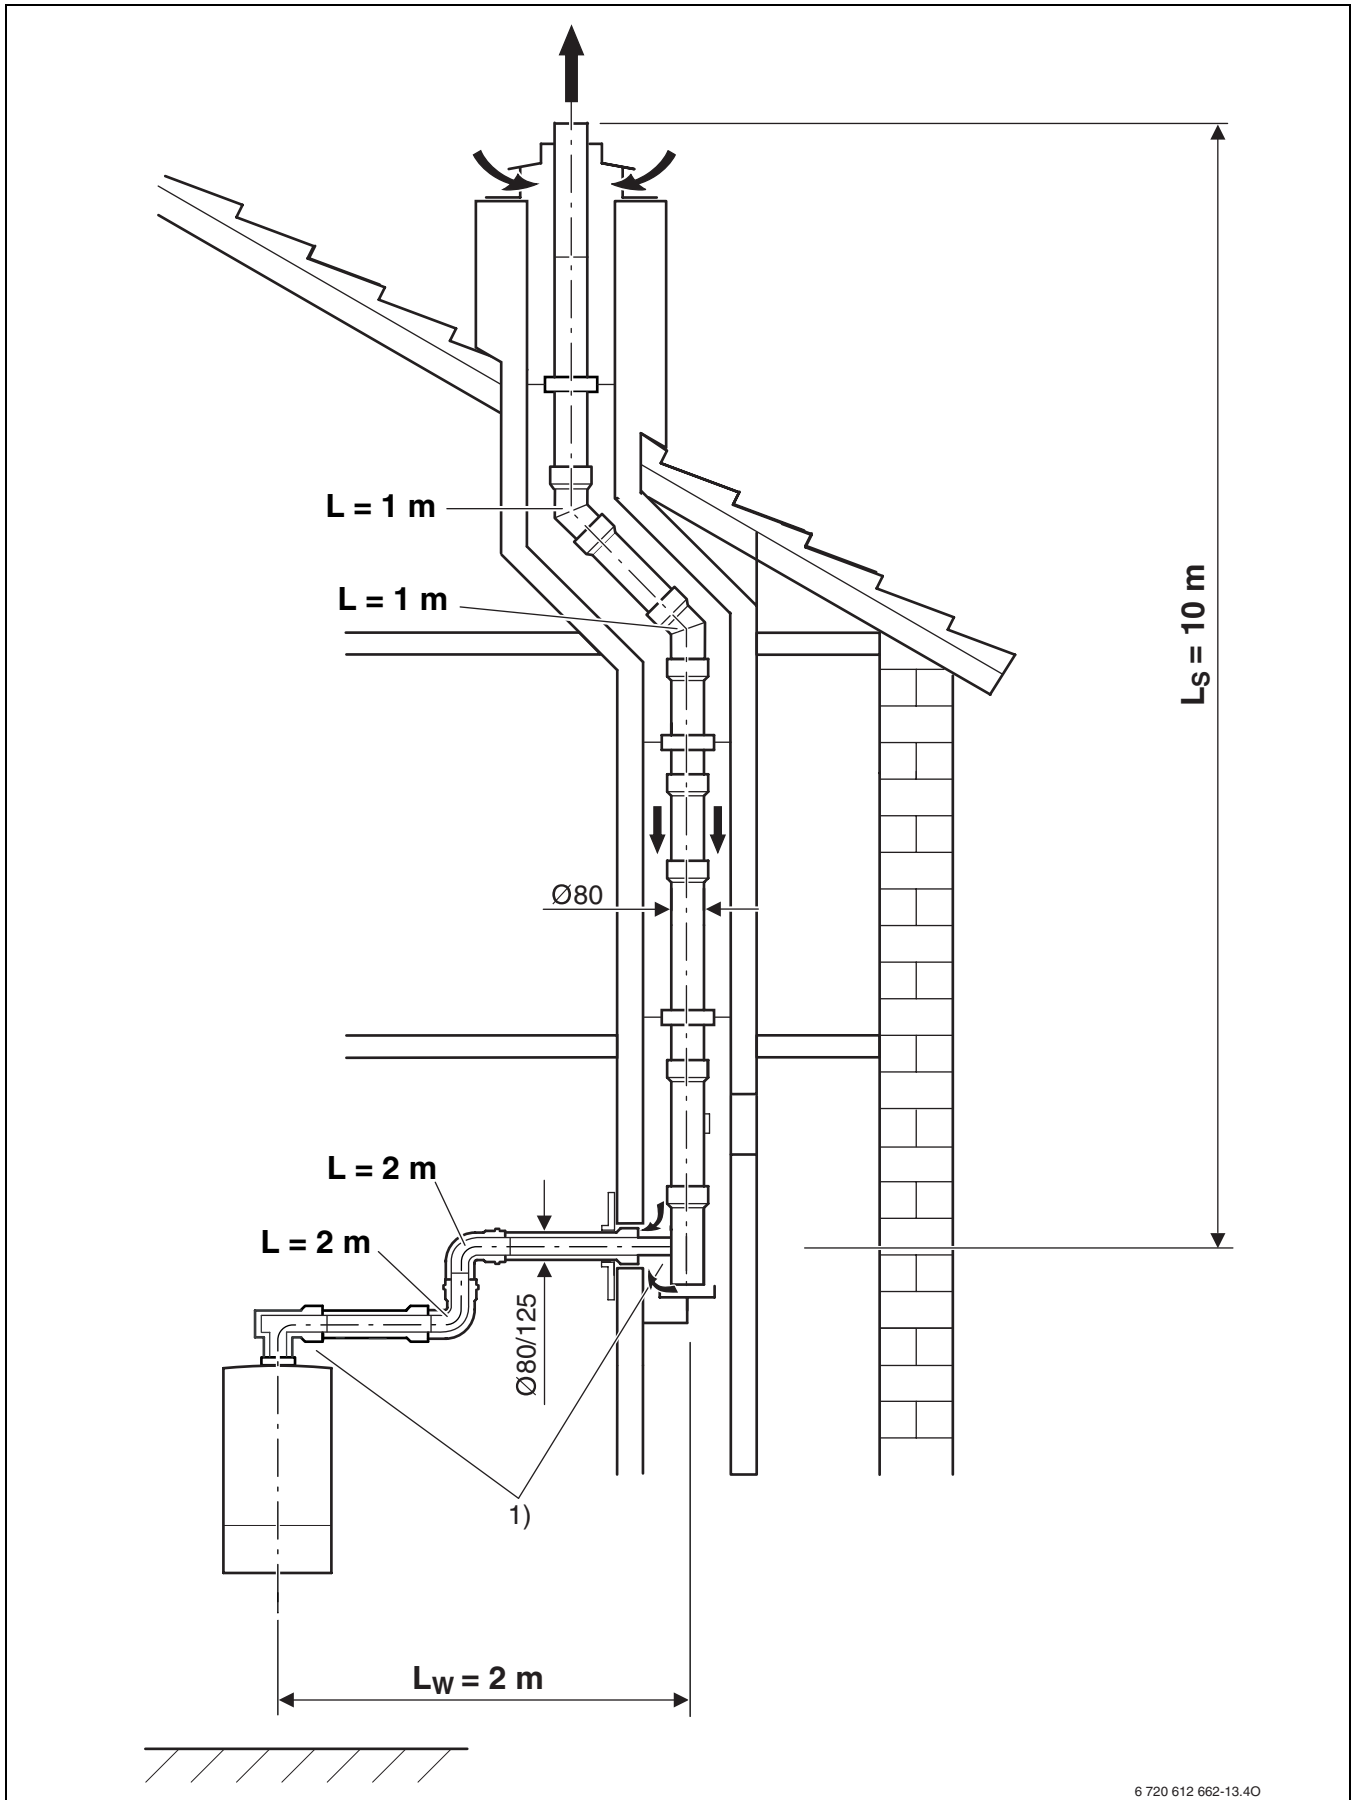 L = 1 m
L = 1 m
LS = 10 m
Ø80
L = 2 m
L = 2 m
Ø80/125
1)
LW = 2 m
6 720 612 662-13.4O